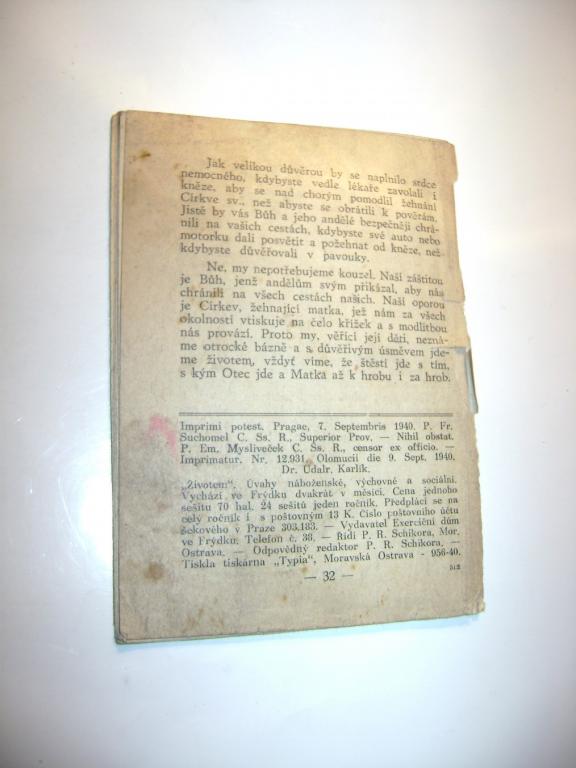 Jak velikou důvěrou by se naplnilo srdce
nemocného, kdybyste vedle lékaře zavolali i
kněze, aby se nad chorým pomodlil žehnání
Církve sv., než abyste se obrátili k pověrám.
Jistě by vás Bůh a jeho andělé bezpečněji chrá-
nili na vašich cestách, kdybyste své auto nebo
motorku dali posvětit a požehnat od kněze, než
kdybyste důvěřovali v pavouky.
Ne, my nepotřebujeme kouzel. Naší záštitou
je Bůh, jenž andělům svým přikázal, aby nás
chránili na všech cestách našich. Naší oporou
je Církev, žehnající matka, jež nám za všech
okolností vtiskuje na čelo křížek a s modlitbou
nás provází. Proto my, věřící její děti, nezná-
me otrocké bázně a s důvěřivým úsměvem jde-
me životem, vždyť víme, že štěstí jde s tím,
s kým Otec jde a Matka až k hrobu i za hrob.
Imprimi potest. Pragae, 7. Septembris 1940. P. Fr.
Suchomel C. Ss. R., Superior Prov. — Nihil obstat.
P. Em. Mysliveček C. Ss. R., censor ex officio. —
Imprimatur. Nr. 12.931. Olomucii die 9. Sept. 1940.
Dr. Udalr. Karlík.
„Životem“. Úvahy náboženské, výchovné a sociální.
Vychází ve Frýdku dvakrát v měsíci. Cena jednoho
sešitu 70 hal. 24 sešitů jeden ročník. Předplácí se na
celý ročník i s poštovným 13 K. Číslo poštovního účtu
šekového v Praze 303.183. — Vydavatel Exerciční dům
ve Frýdku. Telefon č. 38. — Řídí P. R. Schikora, Mor.
Ostrava. — Odpovědný redaktor P. R. Schikora. —
Tiskla tiskárna „Typia“, Moravská Ostrava - 956-40.
512
— 32 —